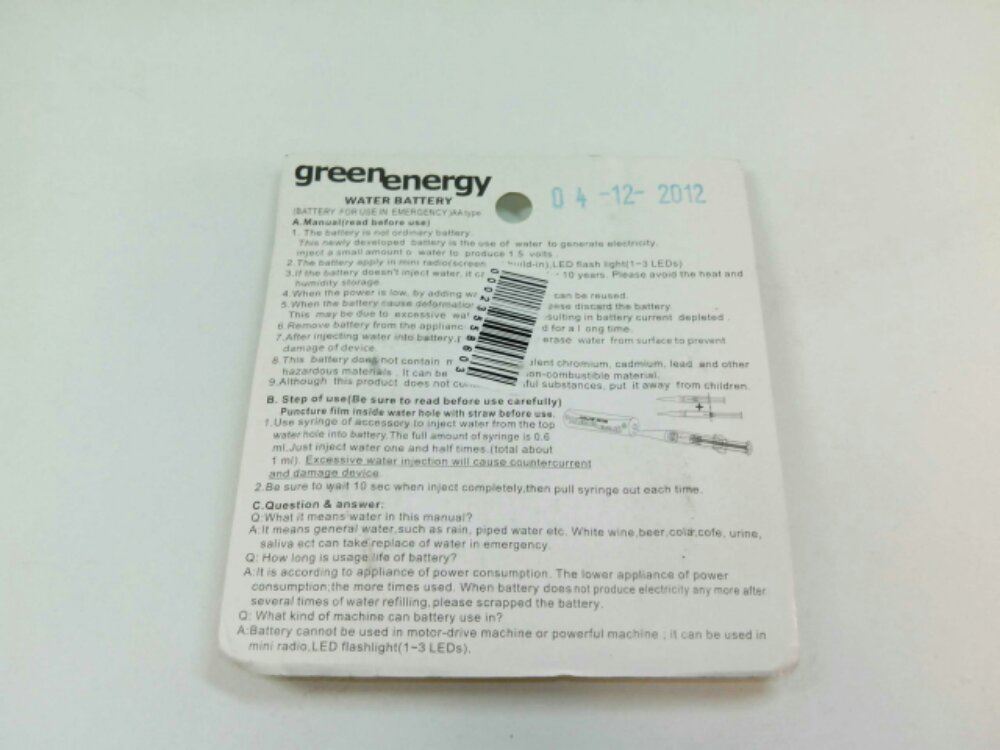 greenenergy
04-12-2012
WATER BATTERY
(BATTERY FOR USE IN EMERGENCY)AA type
A.Manual(read before use)
1. The battery is not ordinary battery.
This newly developed battery is the use of water to generate electricity.
inject a small amount o water to produce 1.5 volts .
2.The battery apply in mini radio(screen uild-in),LED flash light(1~3 LEDs)
3.If the battery doesn't inject water, it c - 10 years. Please avoid the heat and
humidity storage.
4.When the power is low, by adding wa can be reused.
5.When the battery cause deformatio ese discard the battery.
This may be due to excessive wa sulting in battery current depleted .
6.Remove battery from the applianc d for a l ong time.
7.After injecting water into battery, erase water from surface to prevent
damage of device.
8.This battery does not contain m lent chromium, cadmium, lead and other
hazardous materials . It can be on-combustible material.
9.Although this product does not co ful substances, put it away from children.
0002355586603
B. Step of use(Be sure to read before use carefully)
Puncture film inside water hole with straw before use.
1.Use syringe of accessory to inject water from the top
water hole into battery.The full amount of syringe is 0.6
ml.Just inject water one and half times.(total about
1 ml). Excessive water injection will cause countercurrent
and damage device.
2.Be sure to wait 10 sec when inject completely,then pull syringe out each time.
C.Question & answer:
Q:What it means water in this manual?
A:It means general water,such as rain, piped water etc. White wine,beer,cola,cofe, urine,
saliva ect can take replace of water in emergency.
Q: How long is usage life of battery?
A:It is according to appliance of power consumption. The lower appliance of power
consumption,the more times used. When battery does not produce electricity any more after
several times of water refilling,please scrapped the battery.
Q: What kind of machine can battery use in?
A:Battery cannot be used in motor-drive machine or powerful machine ; it can be used in
mini radio,LED flashlight(1~3 LEDs).